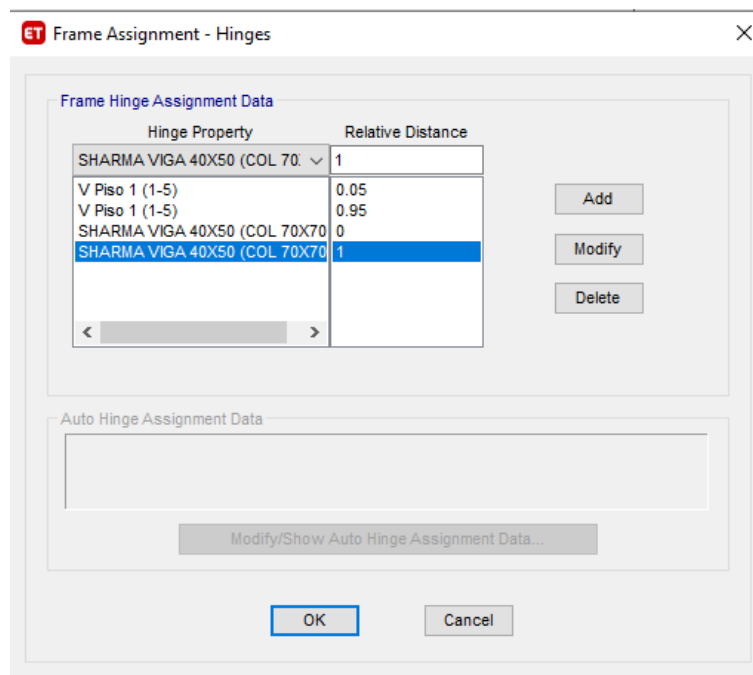 ET Frame Assignment - Hinges
Frame Hinge Assignment Data
Hinge Property Relative Distance
SHARMA VIGA 40X50 (COL 70 1
V Piso 1 (1-5) 0.05
V Piso 1 (1-5) 0.95
SHARMA VIGA 40X50 (COL 70X70 0
SHARMA VIGA 40X50 (COL 70X70 1
Add
Modify
Delete
Auto Hinge Assignment Data
Modify/Show Auto Hinge Assignment Data...
OK Cancel